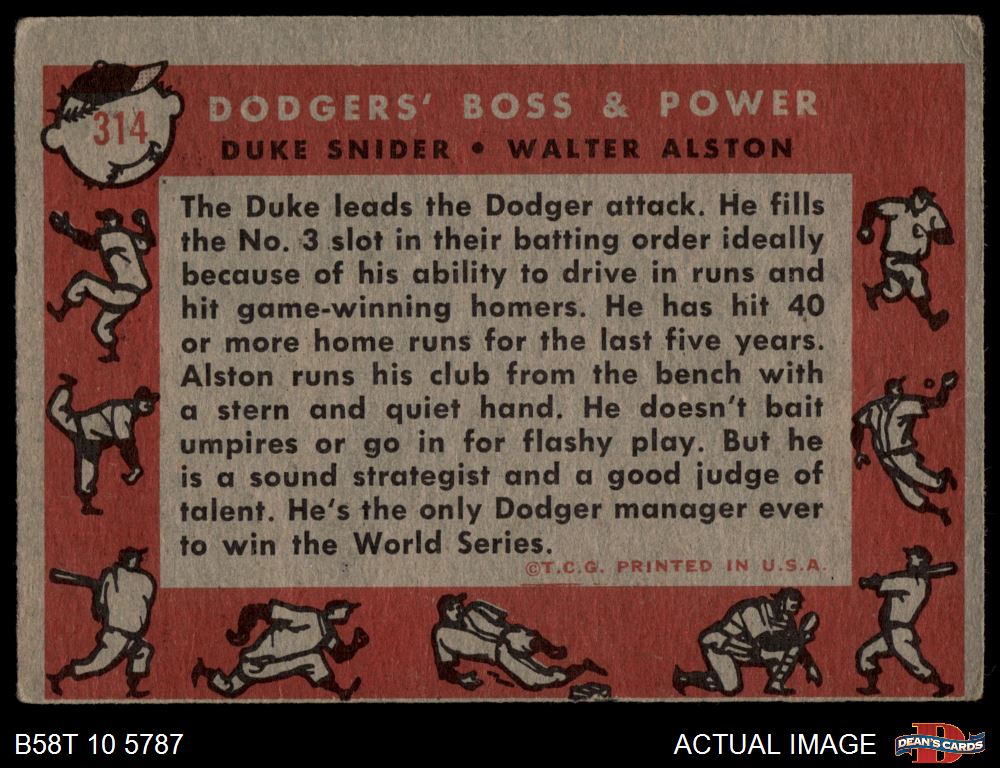 314
DODGERS' BOSS & POWER
DUKE SNIDER • WALTER ALSTON
The Duke leads the Dodger attack. He fills
the No. 3 slot in their batting order ideally
because of his ability to drive in runs and
hit game-winning homers. He has hit 40
or more home runs for the last five years.
Alston runs his club from the bench with
a stern and quiet hand. He doesn't bait
umpires or go in for flashy play. But he
is a sound strategist and a good judge of
talent. He's the only Dodger manager ever
to win the World Series.
©T.C.G. PRINTED IN U.S.A.
B58T 10 5787
ACTUAL IMAGE
D
DEAN'S CARDS